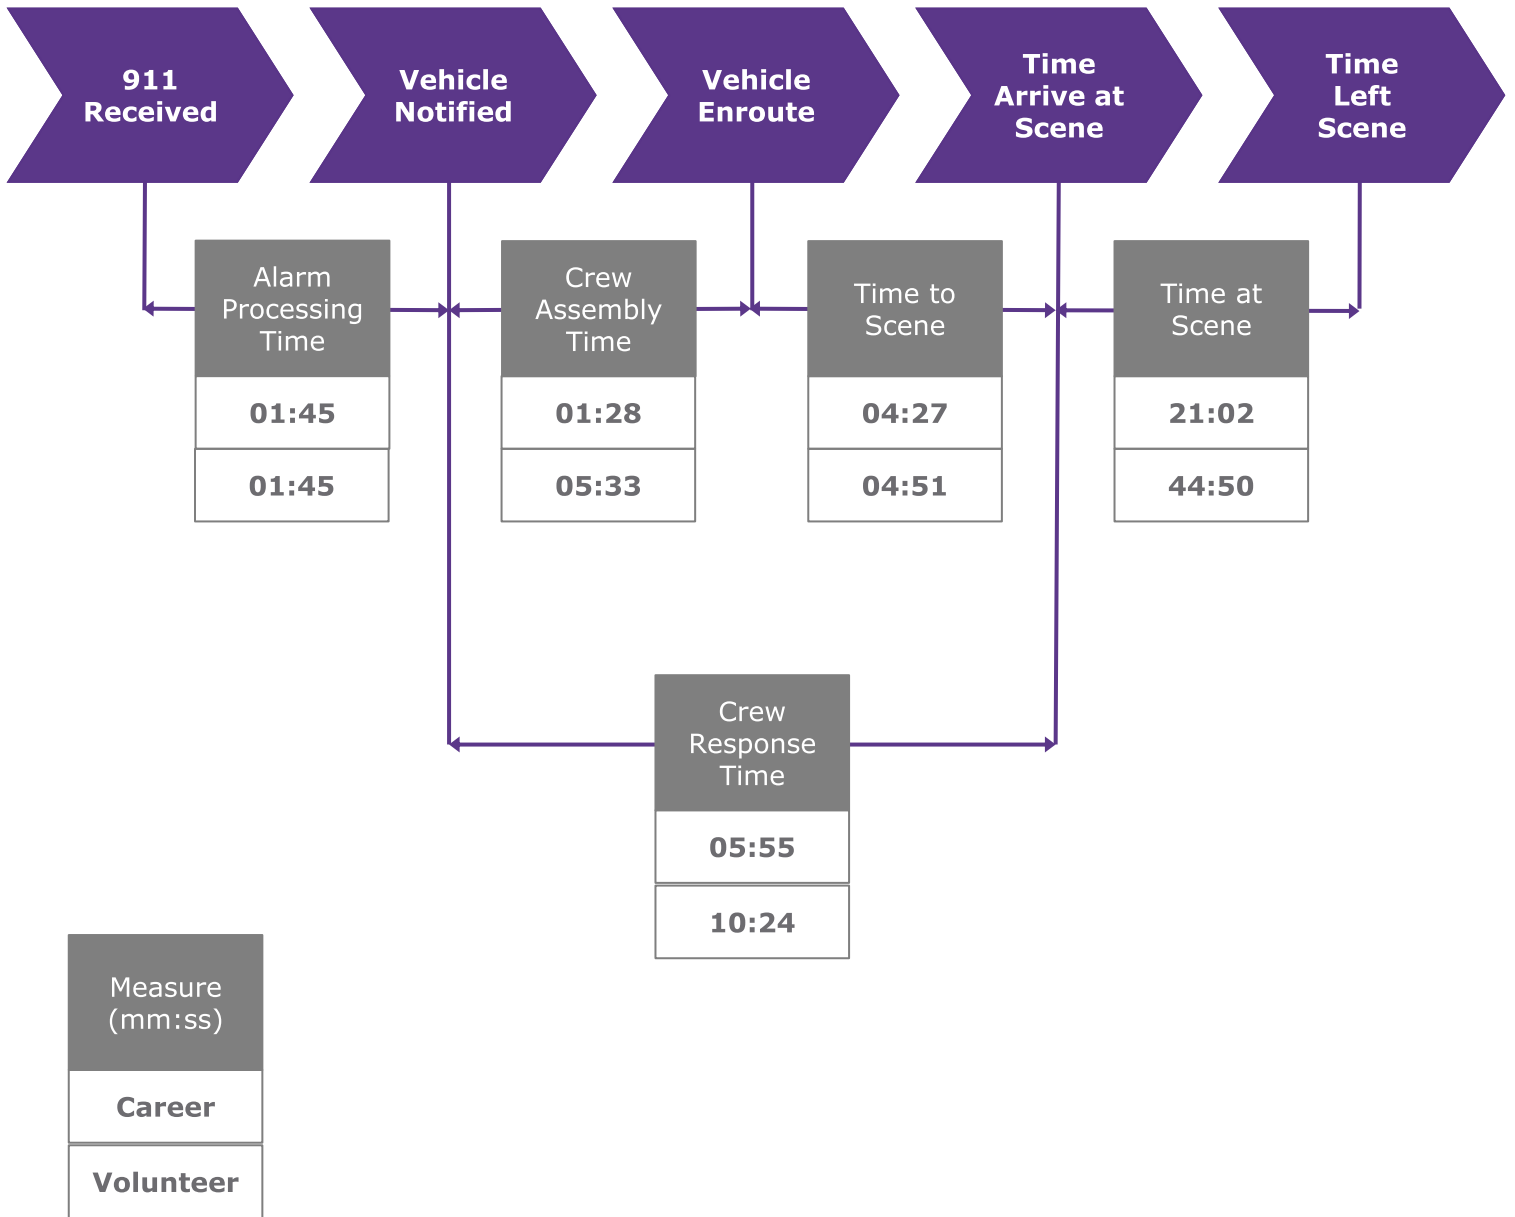 911
Received
Vehicle
Notified
Vehicle
Enroute
Time
Arrive at
Scene
Time
Left
Scene
Alarm
Processing
Time
01:45
01:45
Crew
Assembly
Time
01:28
05:33
Time to
Scene
04:27
04:51
Time at
Scene
21:02
44:50
Crew
Response
Time
05:55
10:24
Measure
(mm:ss)
Career
Volunteer